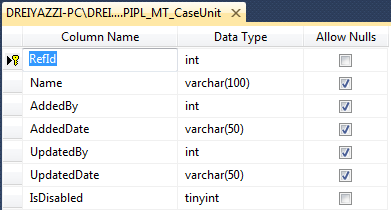 DREIYAZZI-PC\DREI....PIPL_MT_CaseUnit
Column Name Data Type Allow Nulls
RefId int
Name varchar(100)
AddedBy int
AddedDate varchar(50)
UpdatedBy int
UpdatedDate varchar(50)
IsDisabled tinyint